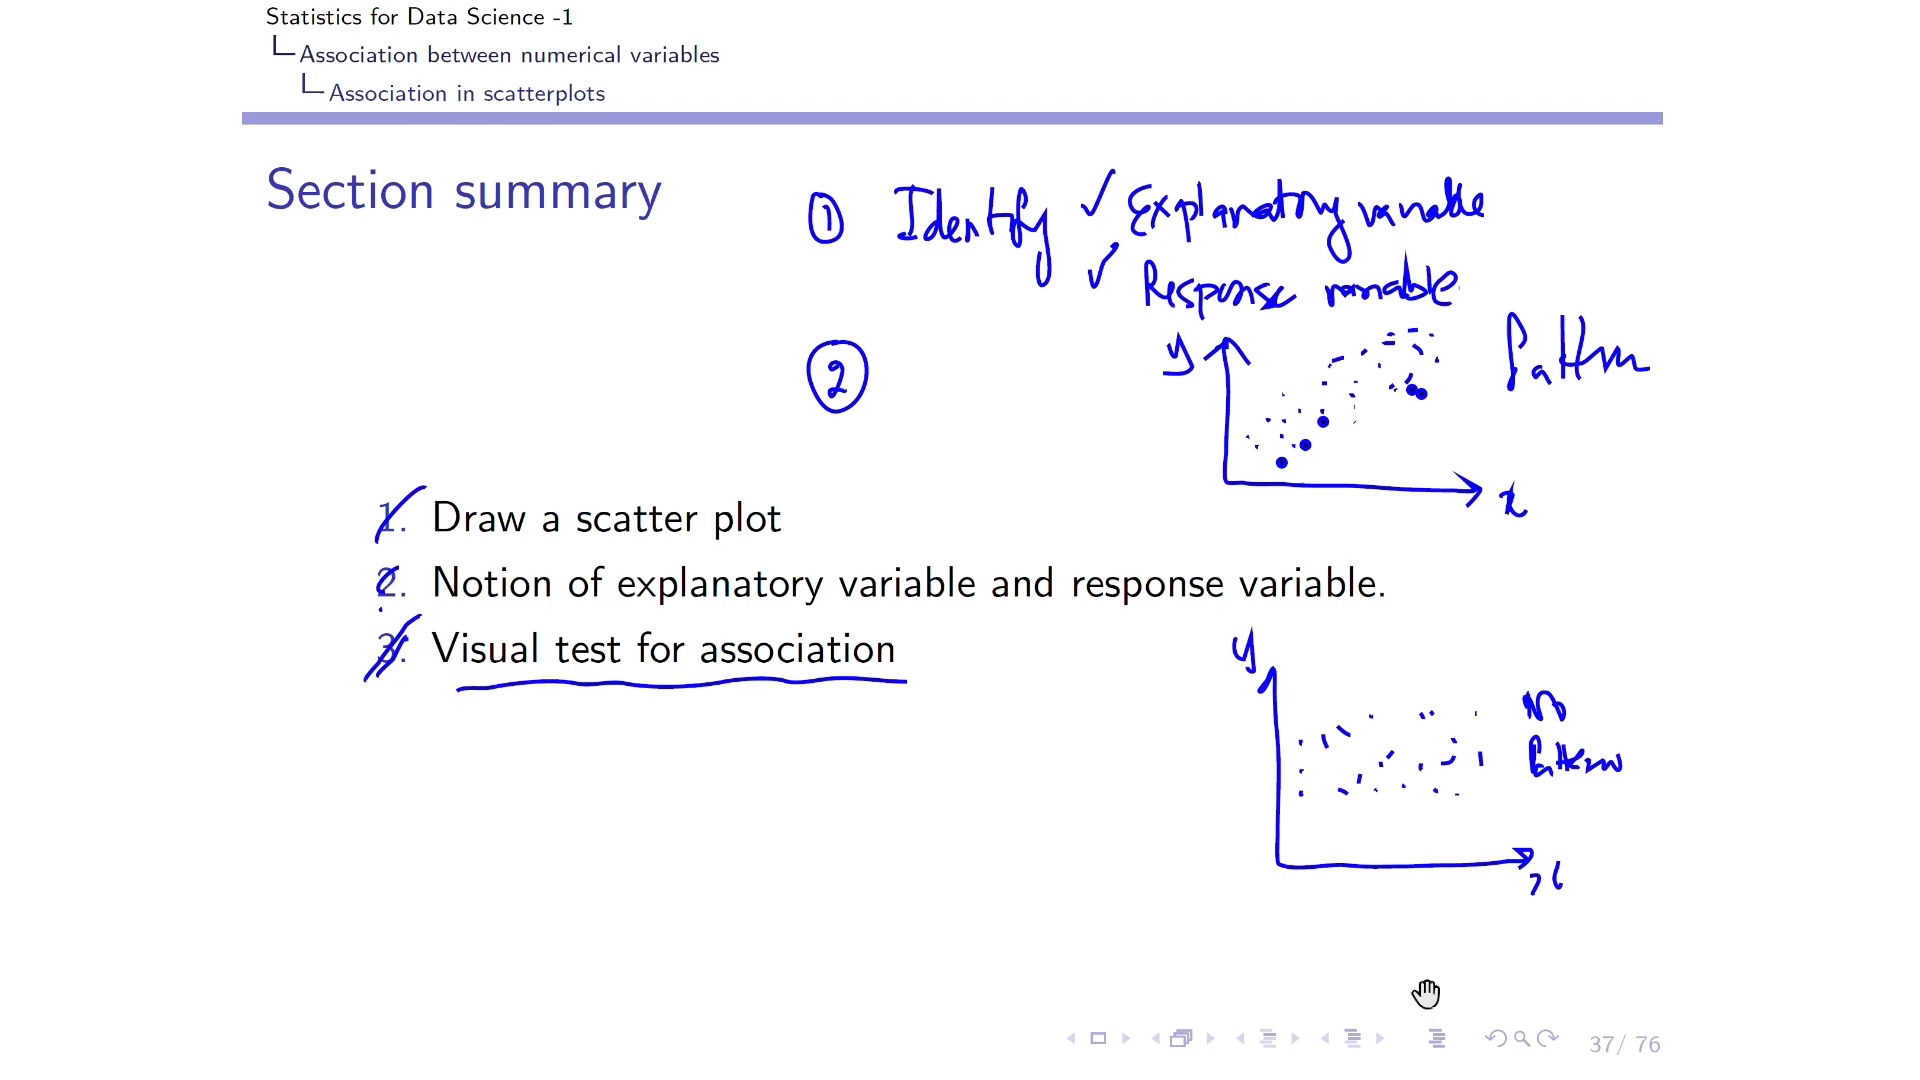 Statistics for Data Science -1
Association between numerical variables
Association in scatterplots
Section summary
① Identify ✓ Explanatory variable
✓ Response variable
②
y
Pattern
x
1. Draw a scatter plot
2. Notion of explanatory variable and response variable.
3. Visual test for association
y
No
Pattern
x
37/ 76